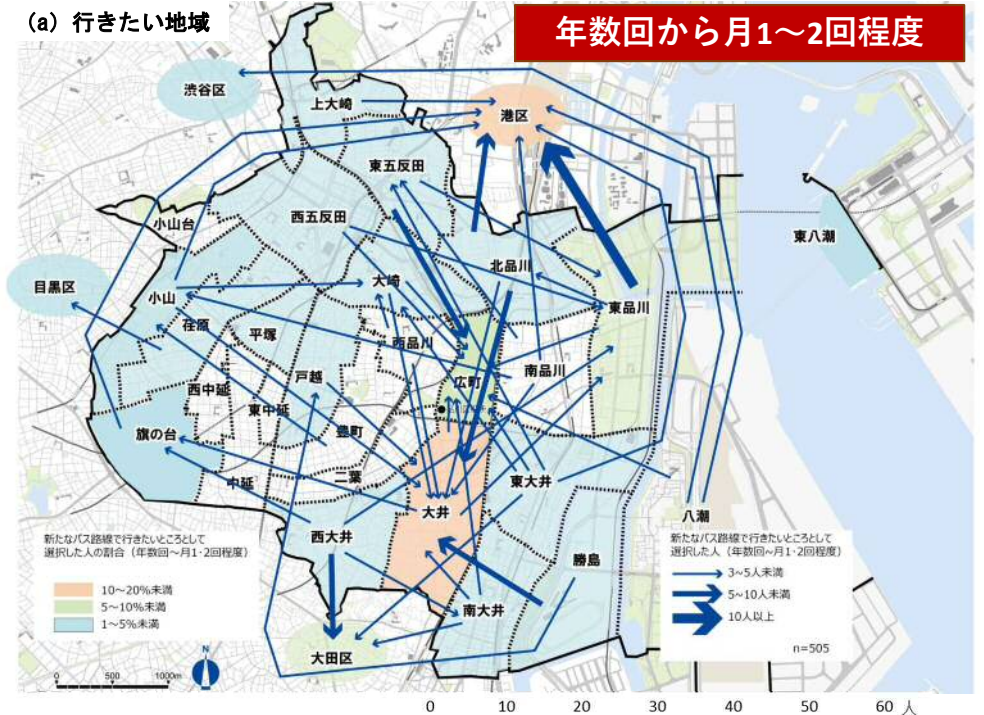 (a) 行きたい地域
年数回から月1～2回程度
渋谷区
上大崎
港区
東五反田
西五反田
小山台
東八潮
北品川
目黒区
小山
大崎
東品川
荏原
平塚
西品川
南品川
戸越
広町
西中延
東中延
旗の台
豊町
二葉
中延
東大井
大井
八潮
西大井
勝島
南大井
大田区
新たなバス路線で行きたいところとして
選択した人の割合（年数回～月1・2回程度）
10～20％未満
5～10％未満
1～5％未満
N
0 500 1000m
新たなバス路線で行きたいところとして
選択した人（年数回～月1・2回程度）
3~5人未満
5~10人未満
10人以上
n=505
0 10 20 30 40 50 60 人